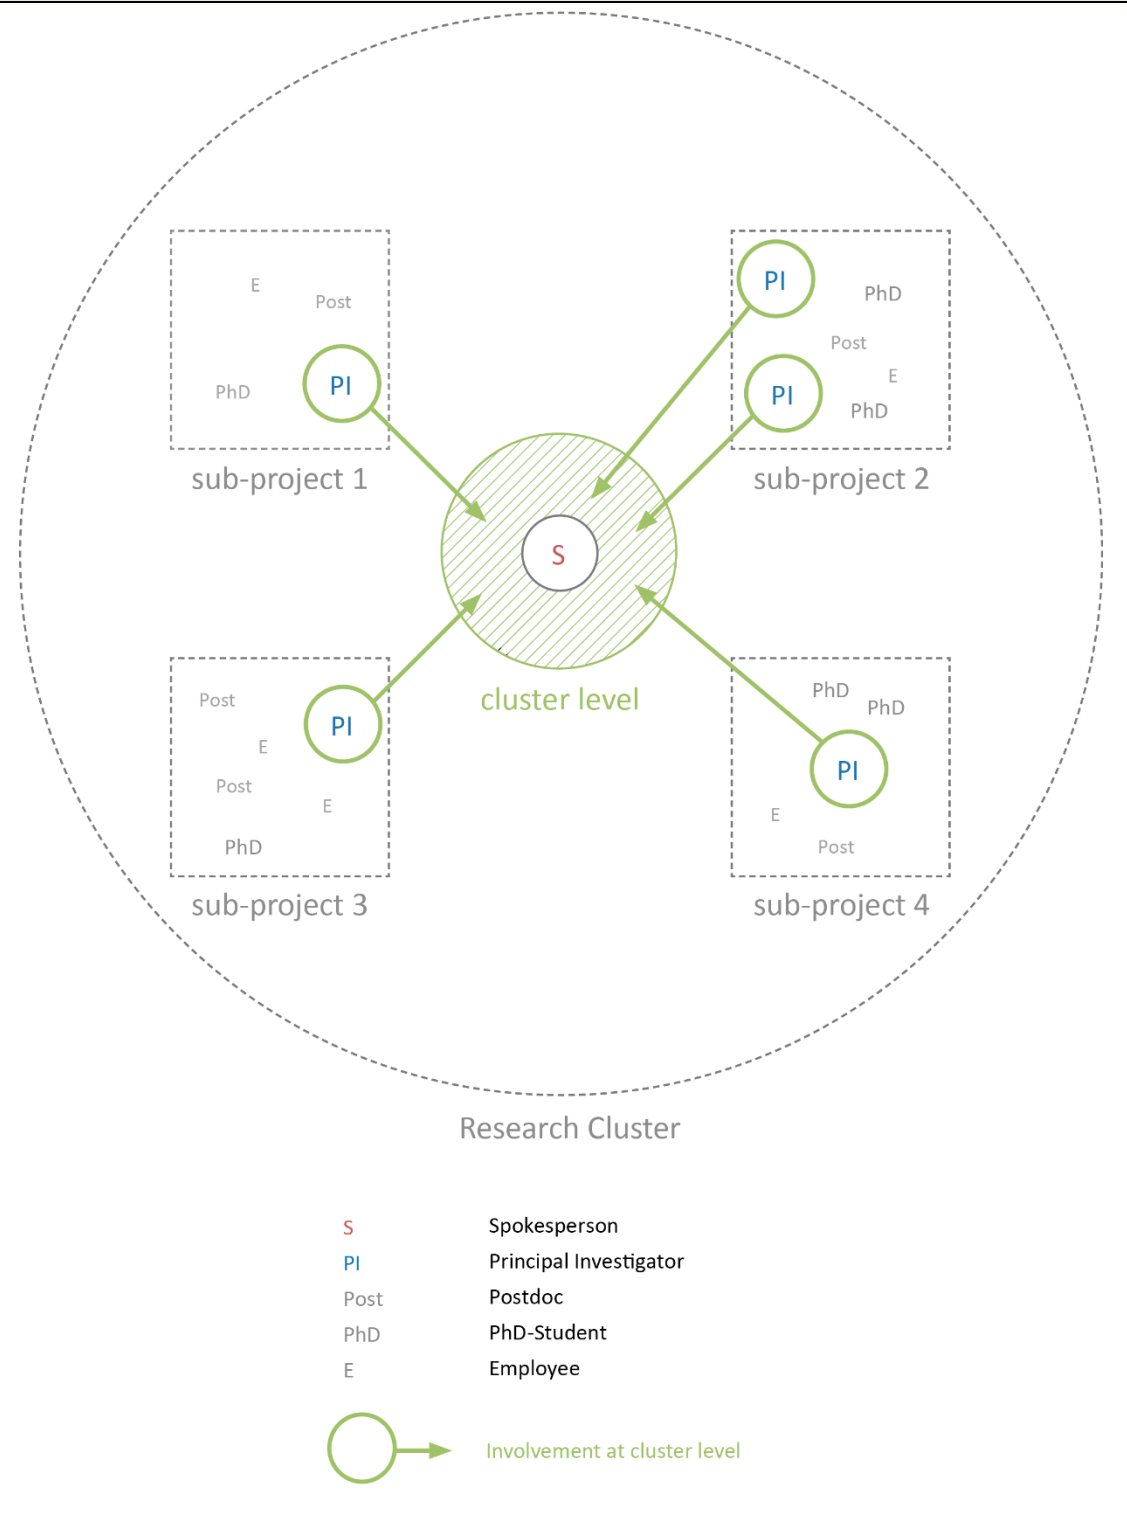 E
Post
PhD
PI
sub-project 1
PI
PhD
Post
E
PI
PhD
sub-project 2
S
cluster level
Post
PI
E
Post
E
PhD
sub-project 3
PhD
PhD
PI
E
Post
sub-project 4
Research Cluster
S Spokesperson
PI Principal Investigator
Post Postdoc
PhD PhD-Student
E Employee
Involvement at cluster level